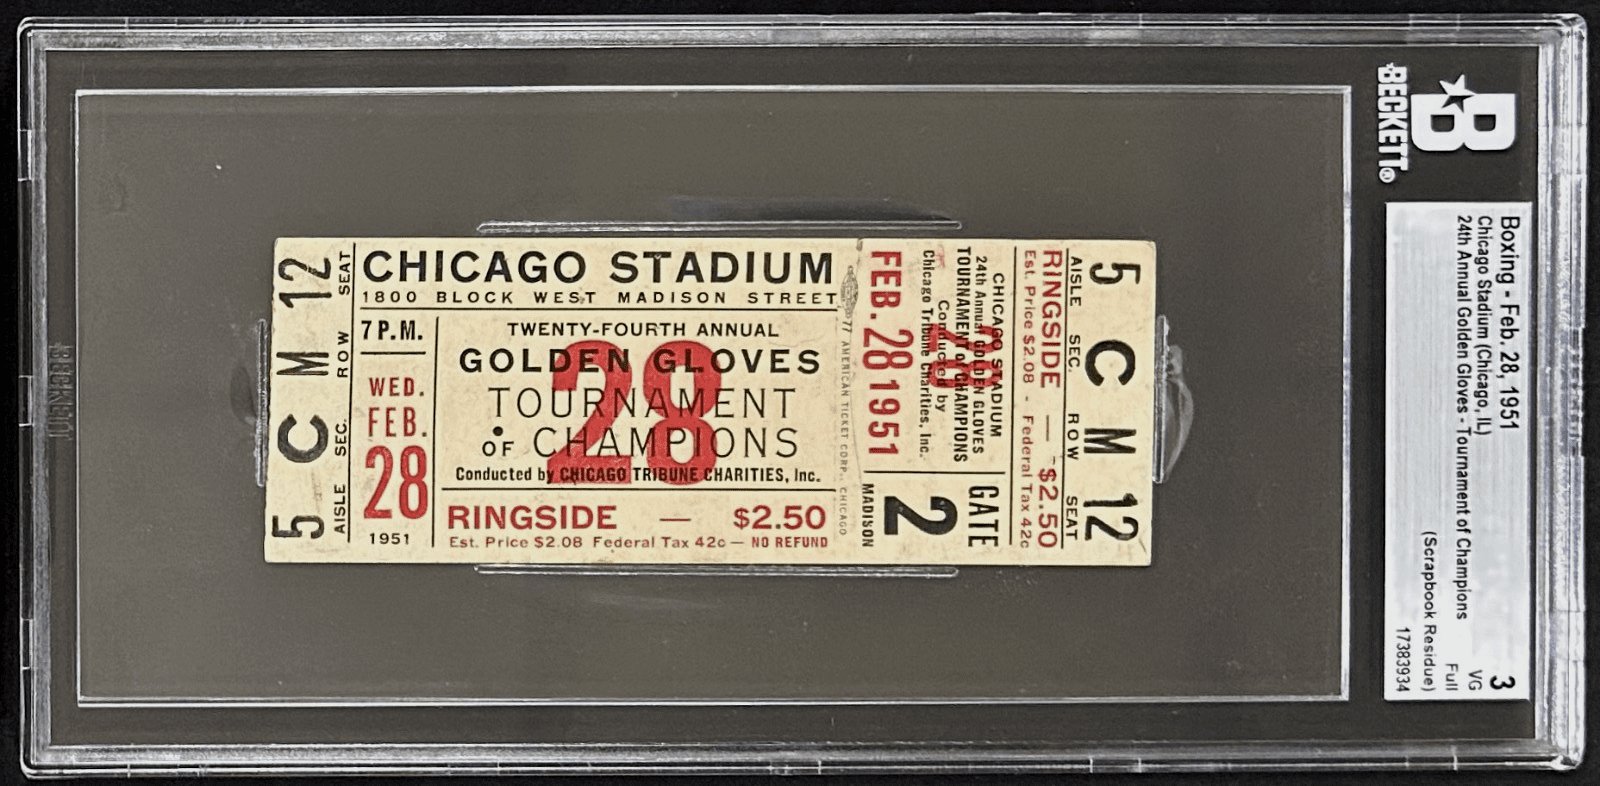 SEAT 12
ROW M
SEC. C
AISLE 5
CHICAGO STADIUM
1800 BLOCK WEST MADISON STREET
7 P.M.
WED.
FEB.
28
1951
TWENTY-FOURTH ANNUAL
GOLDEN GLOVES
TOURNAMENT
OF CHAMPIONS
Conducted by CHICAGO TRIBUNE CHARITIES, Inc.
28
RINGSIDE — $2.50
Est. Price $2.08 Federal Tax 42c — NO REFUND
77 AMERICAN TICKET CORP., CHICAGO
FEB. 28 1951
CHICAGO STADIUM
24th Annual GOLDEN GLOVES
TOURNAMENT of CHAMPIONS
Conducted by
Chicago Tribune Charities, Inc.
28
GATE
2
MADISON
RINGSIDE — $2.50
Est. Price $2.08 - Federal Tax 42c
AISLE SEC. ROW SEAT
5 C M 12
B
BECKETT®
Boxing - Feb. 28, 1951
Chicago Stadium (Chicago, IL)
24th Annual Golden Gloves - Tournament of Champions
(Scrapbook Residue)
3
VG
Full
17383934
BECKETT